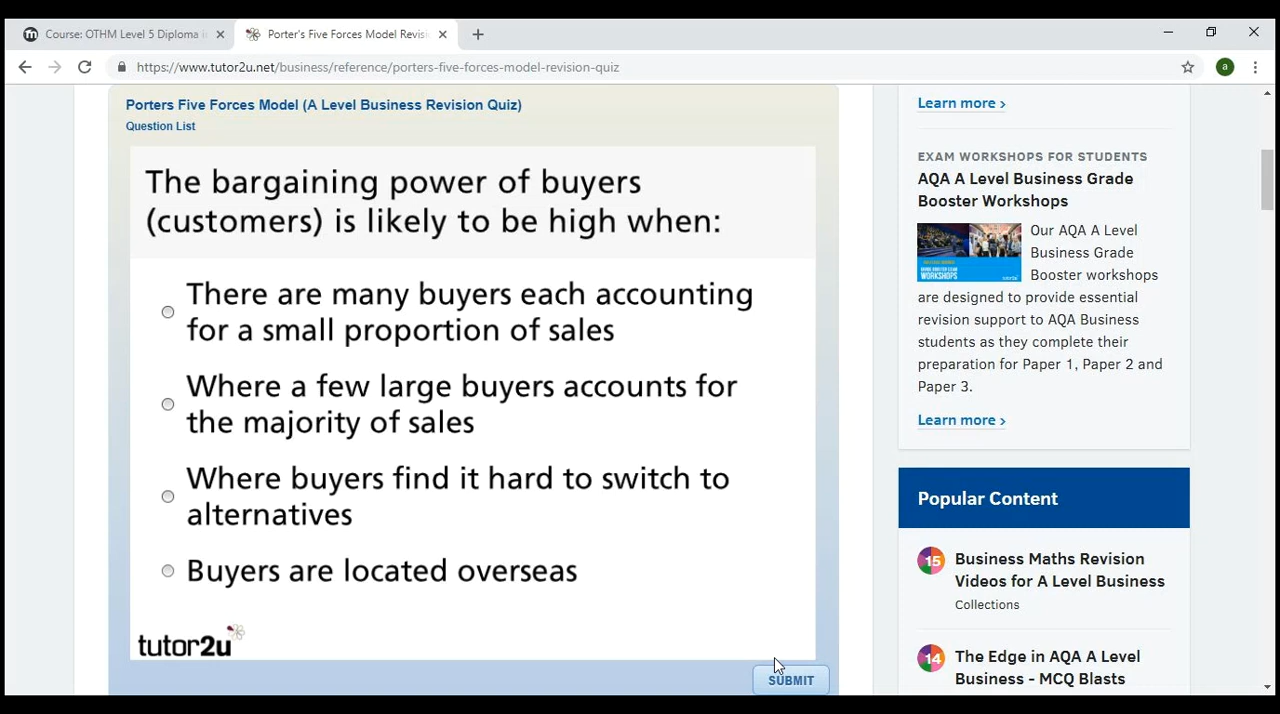 Course: OTHM Level 5 Diploma i
Porter's Five Forces Model Revisi
https://www.tutor2u.net/business/reference/porters-five-forces-model-revision-quiz
a
Porters Five Forces Model (A Level Business Revision Quiz)
Question List
The bargaining power of buyers
(customers) is likely to be high when:
There are many buyers each accounting
for a small proportion of sales
Where a few large buyers accounts for
the majority of sales
Where buyers find it hard to switch to
alternatives
Buyers are located overseas
tutor2u
SUBMIT
Learn more ›
EXAM WORKSHOPS FOR STUDENTS
AQA A Level Business Grade
Booster Workshops
Our AQA A Level
Business Grade
Booster workshops
are designed to provide essential
revision support to AQA Business
students as they complete their
preparation for Paper 1, Paper 2 and
Paper 3.
Learn more ›
Popular Content
15
Business Maths Revision
Videos for A Level Business
Collections
14
The Edge in AQA A Level
Business - MCQ Blasts